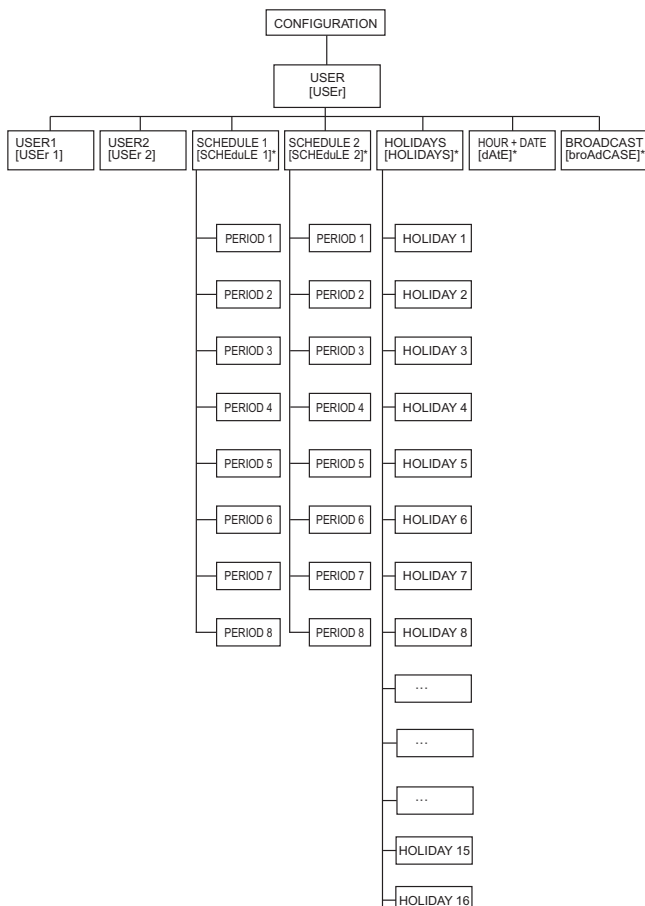 CONFIGURATION
USER
[USEr]
USER1
[USEr 1]
USER2
[USEr 2]
SCHEDULE 1
[SCHEduLE 1]*
SCHEDULE 2
[SCHEduLE 2]*
HOLIDAYS
[HOLIDAYS]*
HOUR + DATE
[dAtE]*
BROADCAST
[broAdCASE]*
PERIOD 1
PERIOD 1
HOLIDAY 1
PERIOD 2
PERIOD 2
HOLIDAY 2
PERIOD 3
PERIOD 3
HOLIDAY 3
PERIOD 4
PERIOD 4
HOLIDAY 4
PERIOD 5
PERIOD 5
HOLIDAY 5
PERIOD 6
PERIOD 6
HOLIDAY 6
PERIOD 7
PERIOD 7
HOLIDAY 7
PERIOD 8
PERIOD 8
HOLIDAY 8
...
...
...
HOLIDAY 15
HOLIDAY 16